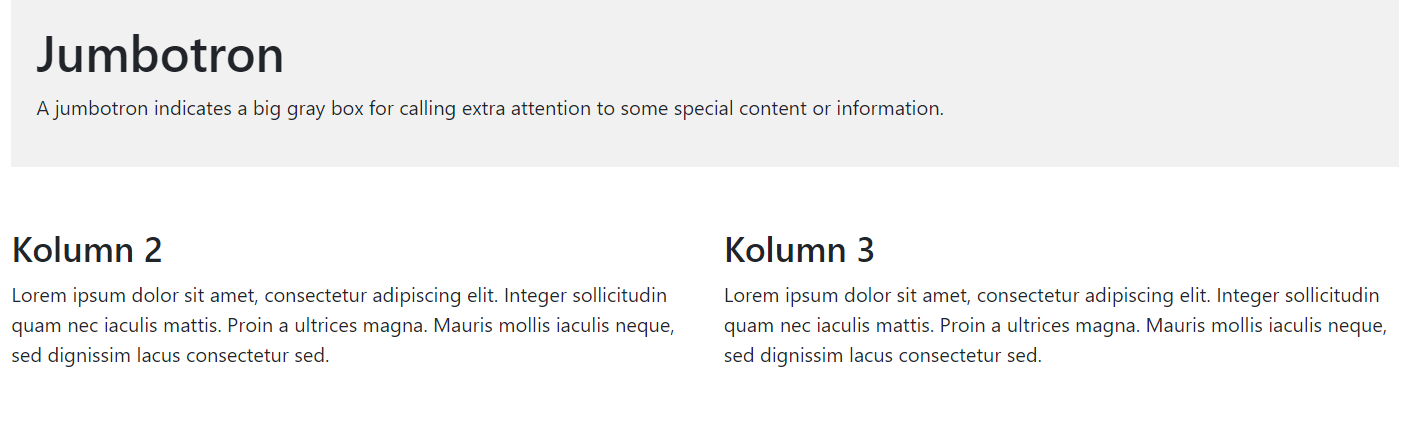 Jumbotron
A jumbotron indicates a big gray box for calling extra attention to some special content or information.
Kolumn 2
Lorem ipsum dolor sit amet, consectetur adipiscing elit. Integer sollicitudin
quam nec iaculis mattis. Proin a ultrices magna. Mauris mollis iaculis neque,
sed dignissim lacus consectetur sed.
Kolumn 3
Lorem ipsum dolor sit amet, consectetur adipiscing elit. Integer sollicitudin
quam nec iaculis mattis. Proin a ultrices magna. Mauris mollis iaculis neque,
sed dignissim lacus consectetur sed.